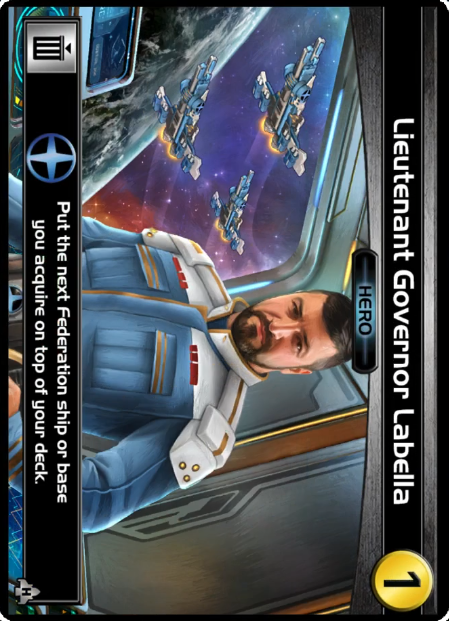 Lieutenant Governor Labella
1
HERO
Put the next Federation ship or base
you acquire on top of your deck.
H